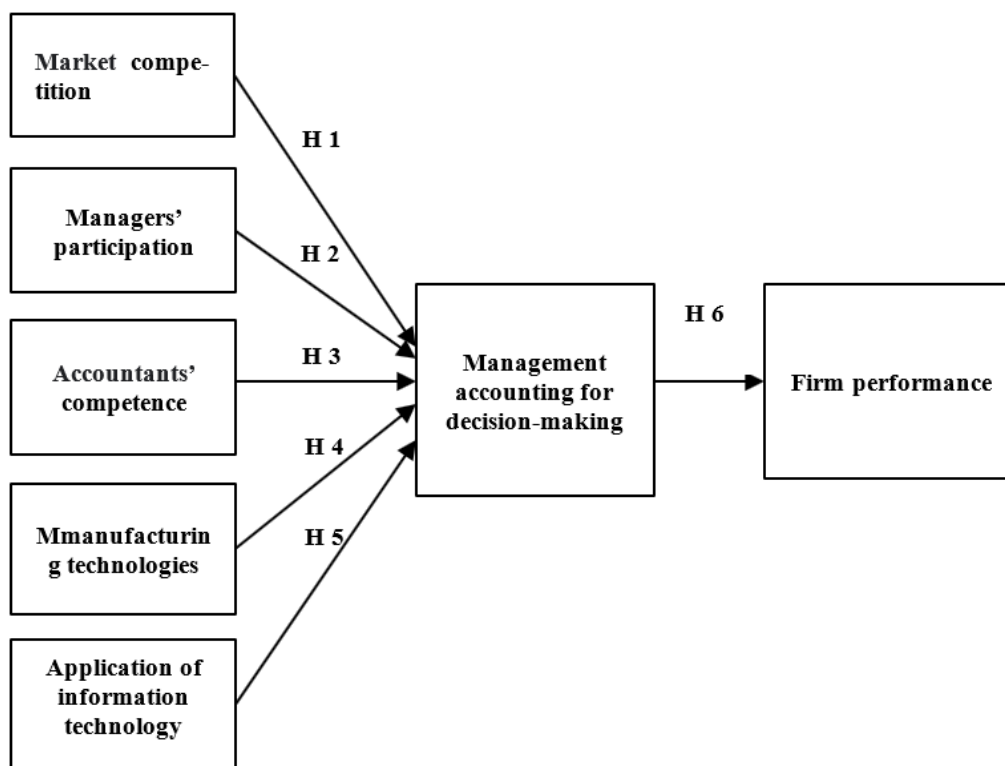 Market compe-
tition
H 1
Managers’
participation
H 2
Accountants’
competence
H 3
Mmanufacturin
g technologies
H 4
Application of
information
technology
H 5
Management
accounting for
decision-making
H 6
Firm performance